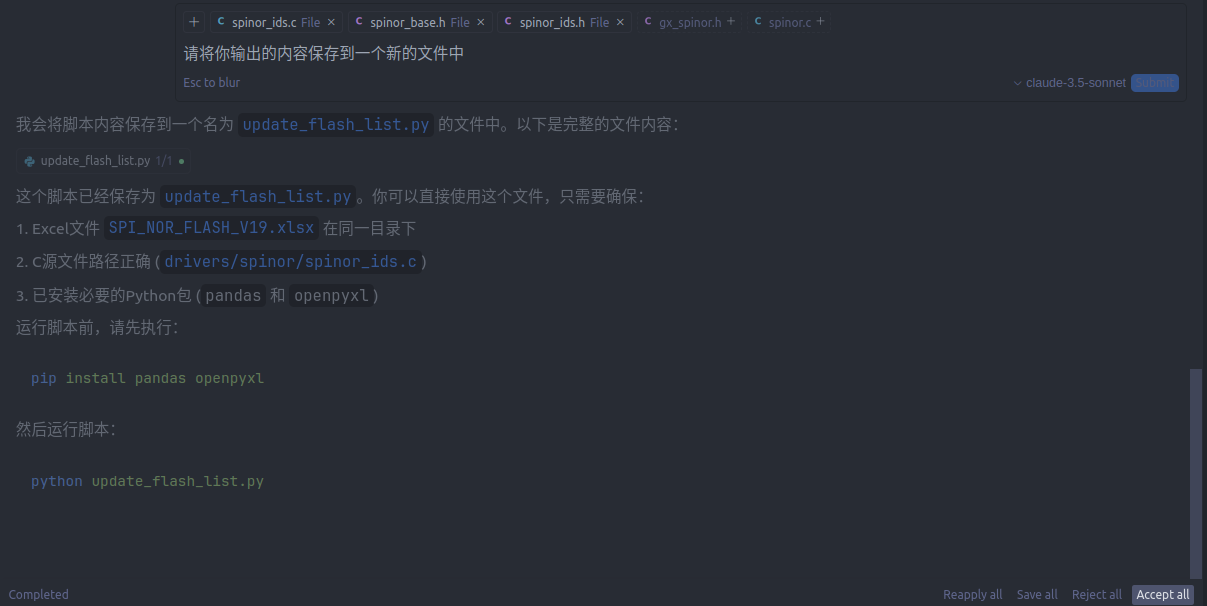 + C spinor_ids.c File × C spinor_base.h File × C spinor_ids.h File × C gx_spinor.h + C spinor.c +
请将你输出的内容保存到一个新的文件中
Esc to blur claude-3.5-sonnet Submit
我会将脚本内容保存到一个名为 update_flash_list.py 的文件中。以下是完整的文件内容：
update_flash_list.py 1/1
这个脚本已经保存为 update_flash_list.py 。你可以直接使用这个文件，只需要确保：
1. Excel文件 SPI_NOR_FLASH_V19.xlsx 在同一目录下
2. C源文件路径正确 ( drivers/spinor/spinor_ids.c )
3. 已安装必要的Python包 ( pandas 和 openpyxl )
运行脚本前，请先执行：
pip install pandas openpyxl
然后运行脚本：
python update_flash_list.py
Completed Reapply all Save all Reject all Accept all